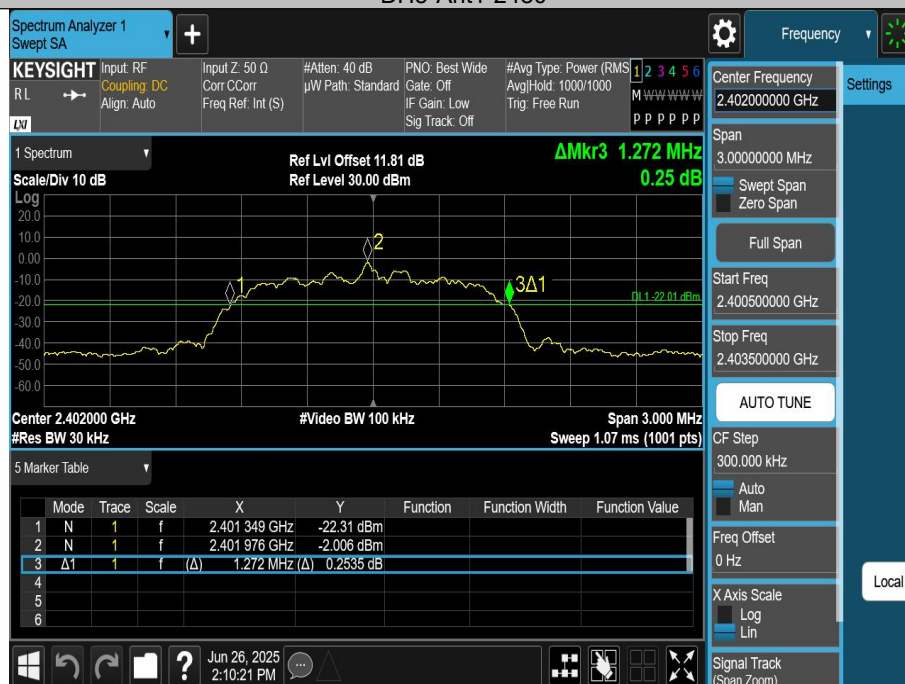 Spectrum Analyzer 1
Swept SA
+
Frequency
KEYSIGHT
RL
LXI
Input: RF
Coupling: DC
Align: Auto
Input Z: 50 Ω
Corr CCorr
Freq Ref: Int (S)
#Atten: 40 dB
µW Path: Standard
PNO: Best Wide
Gate: Off
IF Gain: Low
Sig Track: Off
#Avg Type: Power (RMS
Avg|Hold: 1000/1000
Trig: Free Run
1 2 3 4 5 6
M W W W W W
P P P P P P
1 Spectrum
Scale/Div 10 dB
Ref Lvl Offset 11.81 dB
Ref Level 30.00 dBm
ΔMkr3 1.272 MHz
0.25 dB
Log
20.0
10.0
0.00
-10.0
-20.0
-30.0
-40.0
-50.0
-60.0
1
2
3Δ1
DL1 -22.01 dBm
Center 2.402000 GHz
#Video BW 100 kHz
Span 3.000 MHz
#Res BW 30 kHz
Sweep 1.07 ms (1001 pts)
5 Marker Table
Mode Trace Scale X Y Function Function Width Function Value
1 N 1 f 2.401 349 GHz -22.31 dBm
2 N 1 f 2.401 976 GHz -2.006 dBm
3 Δ1 1 f (Δ) 1.272 MHz (Δ) 0.2535 dB
4
5
6
Jun 26, 2025
2:10:21 PM
?
Center Frequency
2.402000000 GHz
Span
3.00000000 MHz
Swept Span
Zero Span
Full Span
Start Freq
2.400500000 GHz
Stop Freq
2.403500000 GHz
AUTO TUNE
CF Step
300.000 kHz
Auto
Man
Freq Offset
0 Hz
X Axis Scale
Log
Lin
Signal Track
(Span Zoom)
Settings
Local